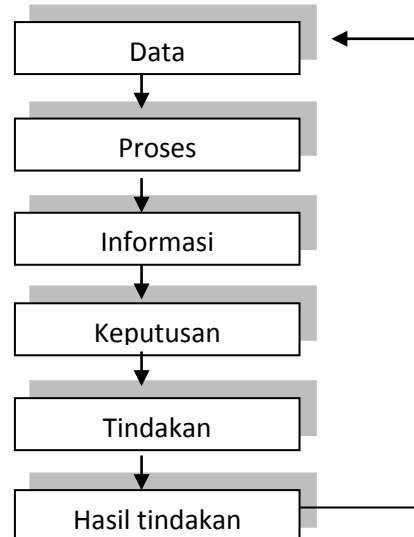 Data
Proses
Informasi
Keputusan
Tindakan
Hasil tindakan